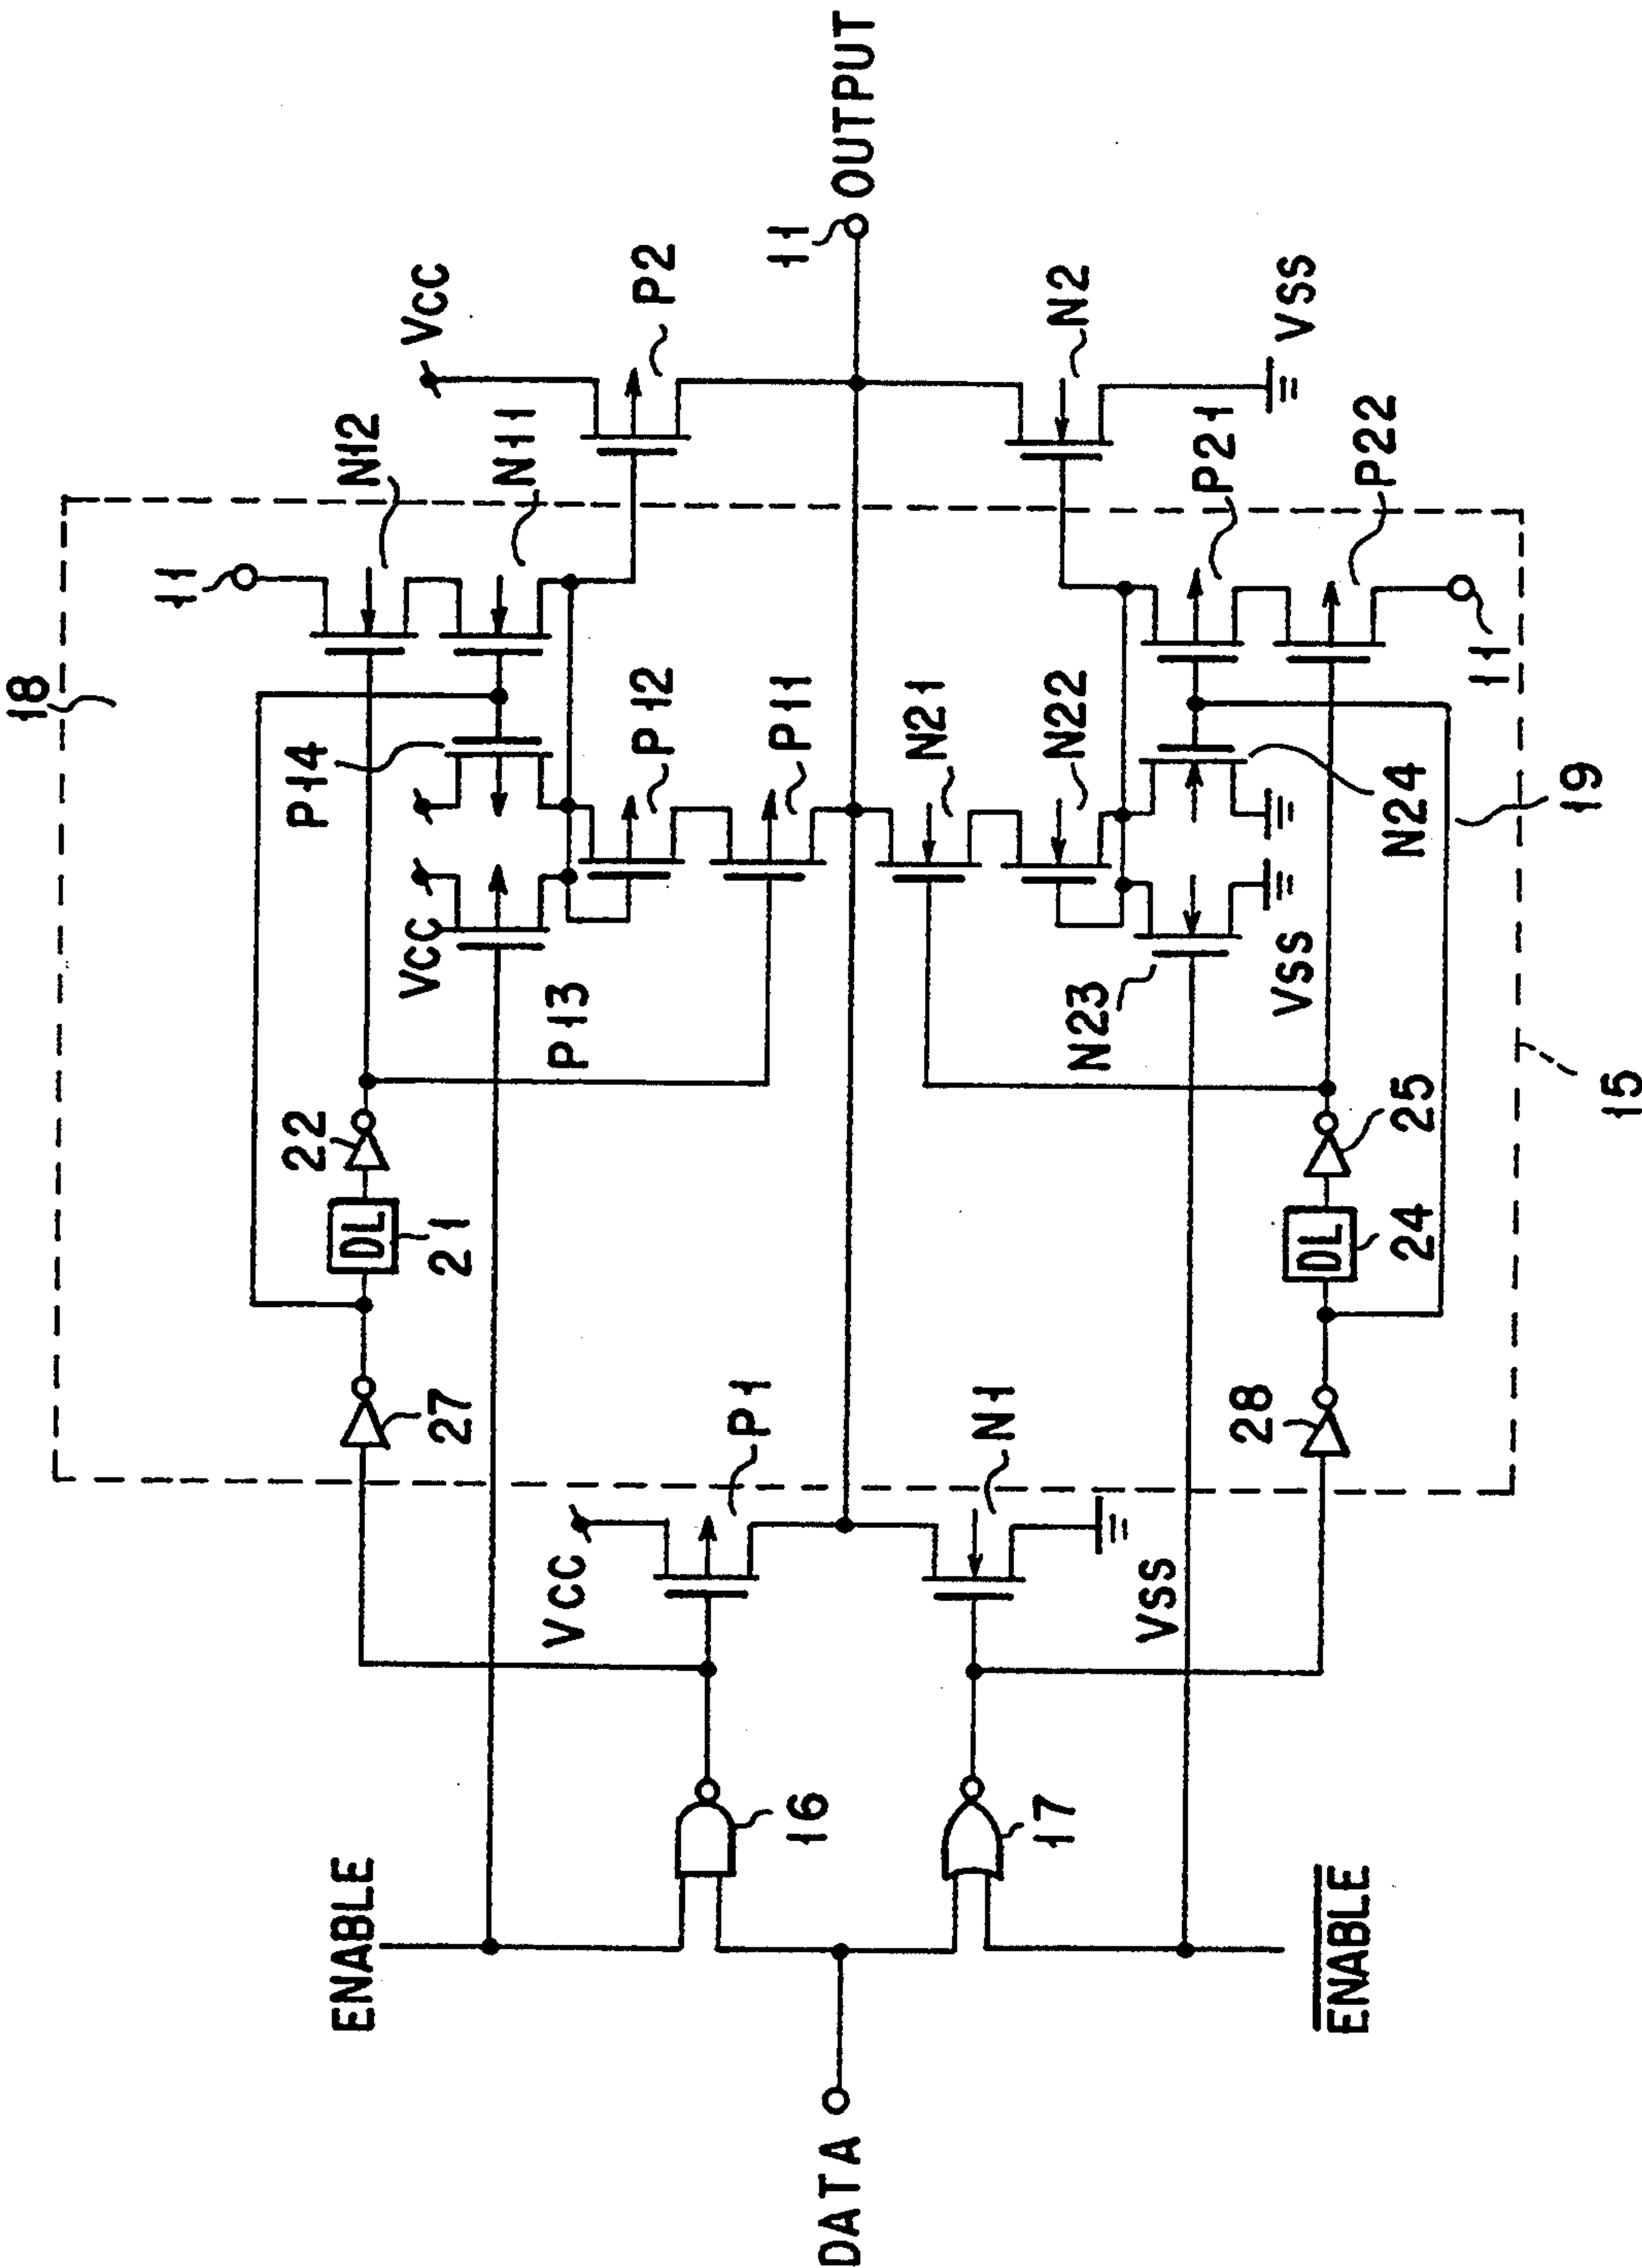 18
11
N12
N11
VCC
P2
P14
P12
P11
VCC
P13
22
DL
21
27
11 OUTPUT
VCC
P1
ENABLE
16
DATA
17
N1
VSS
ENABLE
N21
N22
N23
VSS
N24
N2
VSS
P21
P22
11
19
25
DL
24
28
15